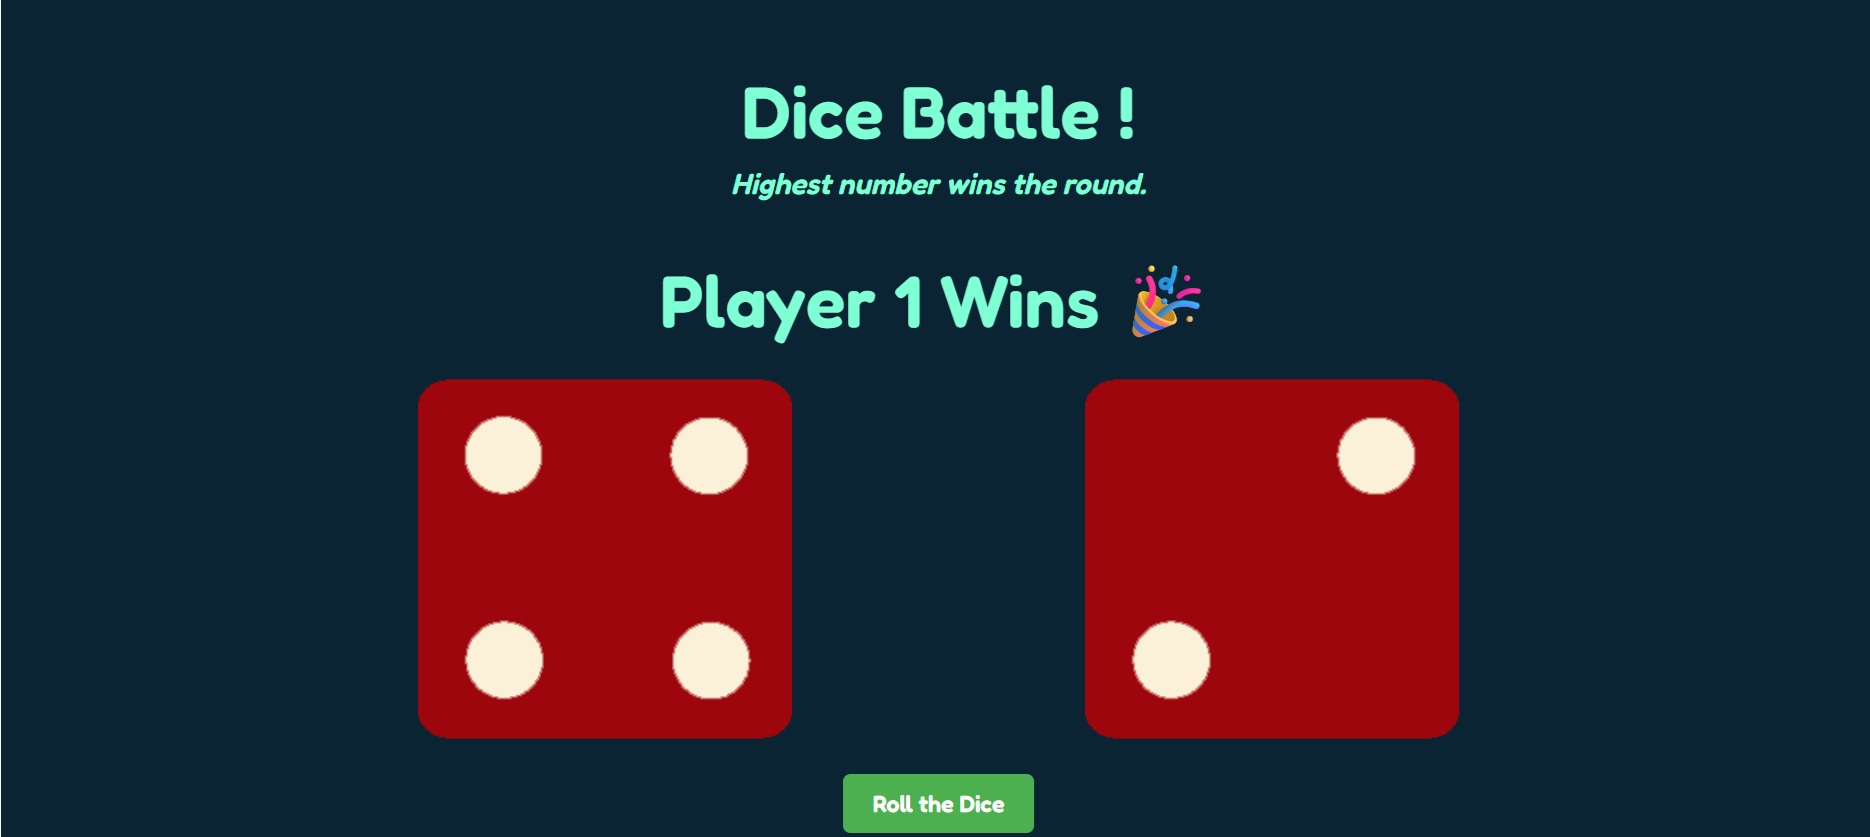 Dice Battle !
Highest number wins the round.
Player 1 Wins 🎉
Roll the Dice